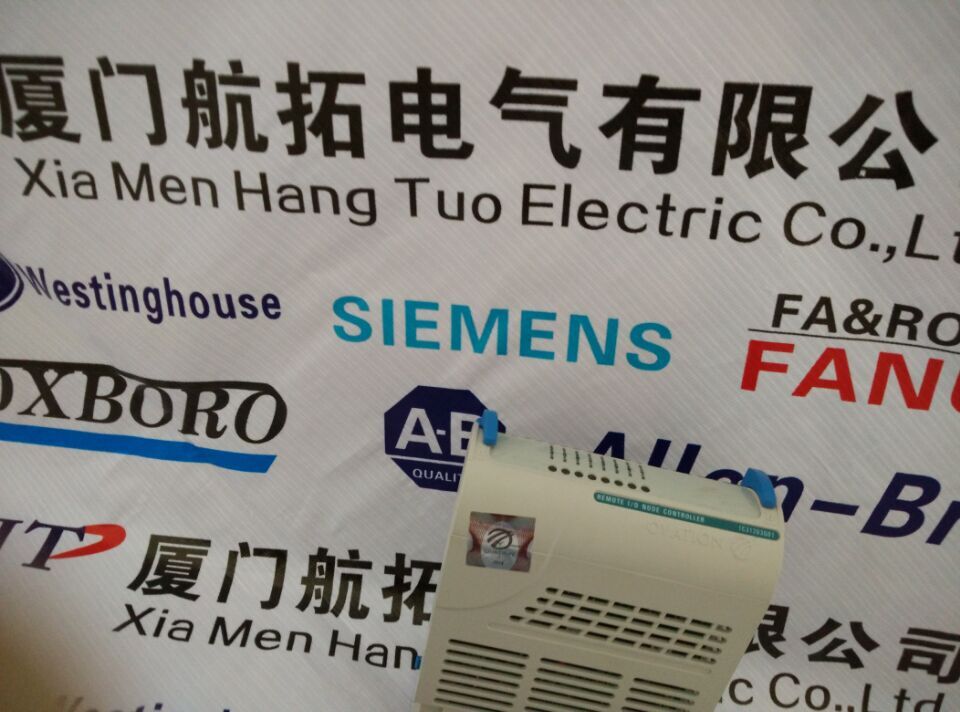 厦门航拓电气有限公
Xia Men Hang Tuo Electric Co.,Lt
Westinghouse
SIEMENS
FA&RO
FANU
OXBORO
A-B
QUALIT
Allen-Br
REMOTE I/O NODE CONTROLLER
1C31203G01
OVATION
厦门航拓
限公司
Xia Men Han
ic Co.,Ltd